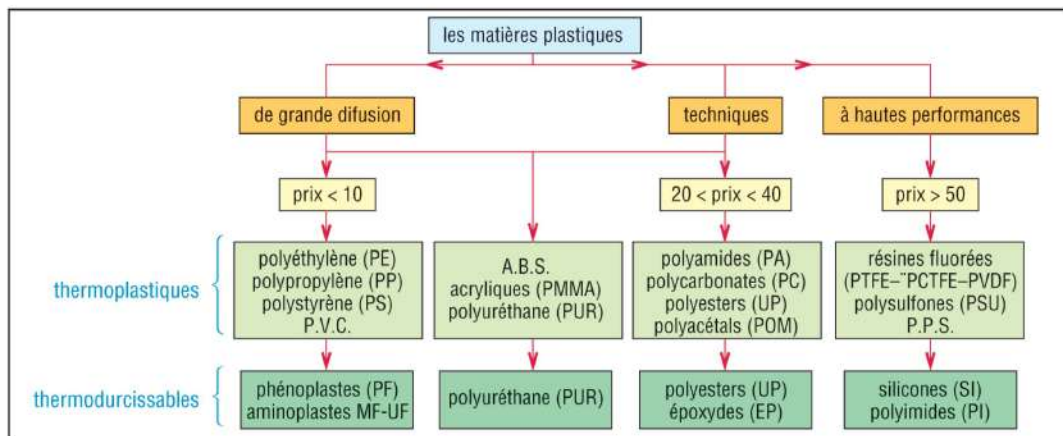 les matières plastiques
de grande difusion
techniques
à hautes performances
prix < 10
20 < prix < 40
prix > 50
thermoplastiques
polyéthylène (PE)
polypropylène (PP)
polystyrène (PS)
P.V.C.
A.B.S.
acryliques (PMMA)
polyuréthane (PUR)
polyamides (PA)
polycarbonates (PC)
polyesters (UP)
polyacétals (POM)
résines fluorées
(PTFE–¨PCTFE–PVDF)
polysulfones (PSU)
P.P.S.
thermodurcissables
phénoplastes (PF)
aminoplastes MF-UF
polyuréthane (PUR)
polyesters (UP)
époxydes (EP)
silicones (SI)
polyimides (PI)